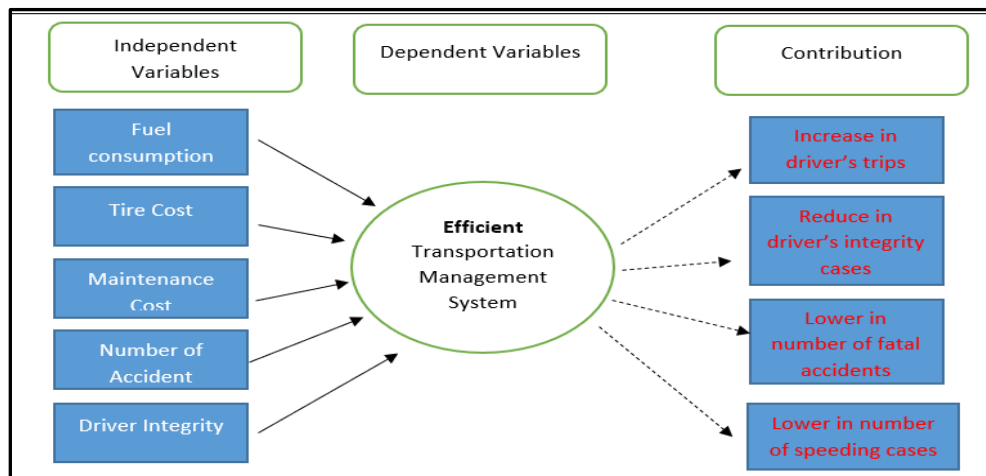 Independent
Variables
Dependent Variables
Contribution
Fuel
consumption
Tire Cost
Maintenance
Cost
Number of
Accident
Driver Integrity
Efficient
Transportation
Management
System
Increase in
driver's trips
Reduce in
driver's integrity
cases
Lower in
number of fatal
accidents
Lower in number
of speeding cases